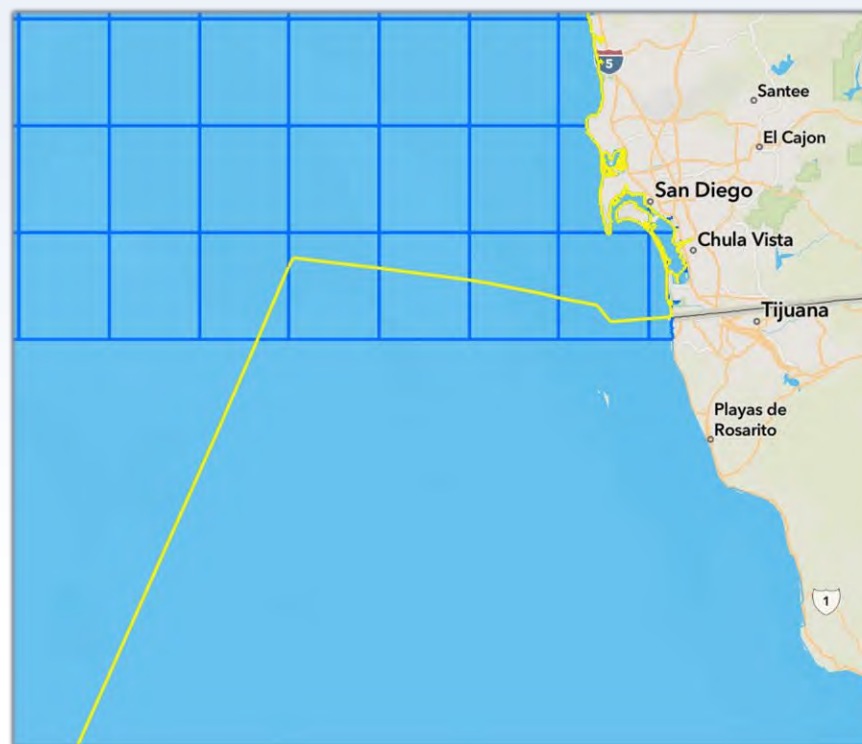 5
Santee
El Cajon
San Diego
Chula Vista
Tijuana
Playas de
Rosarito
1